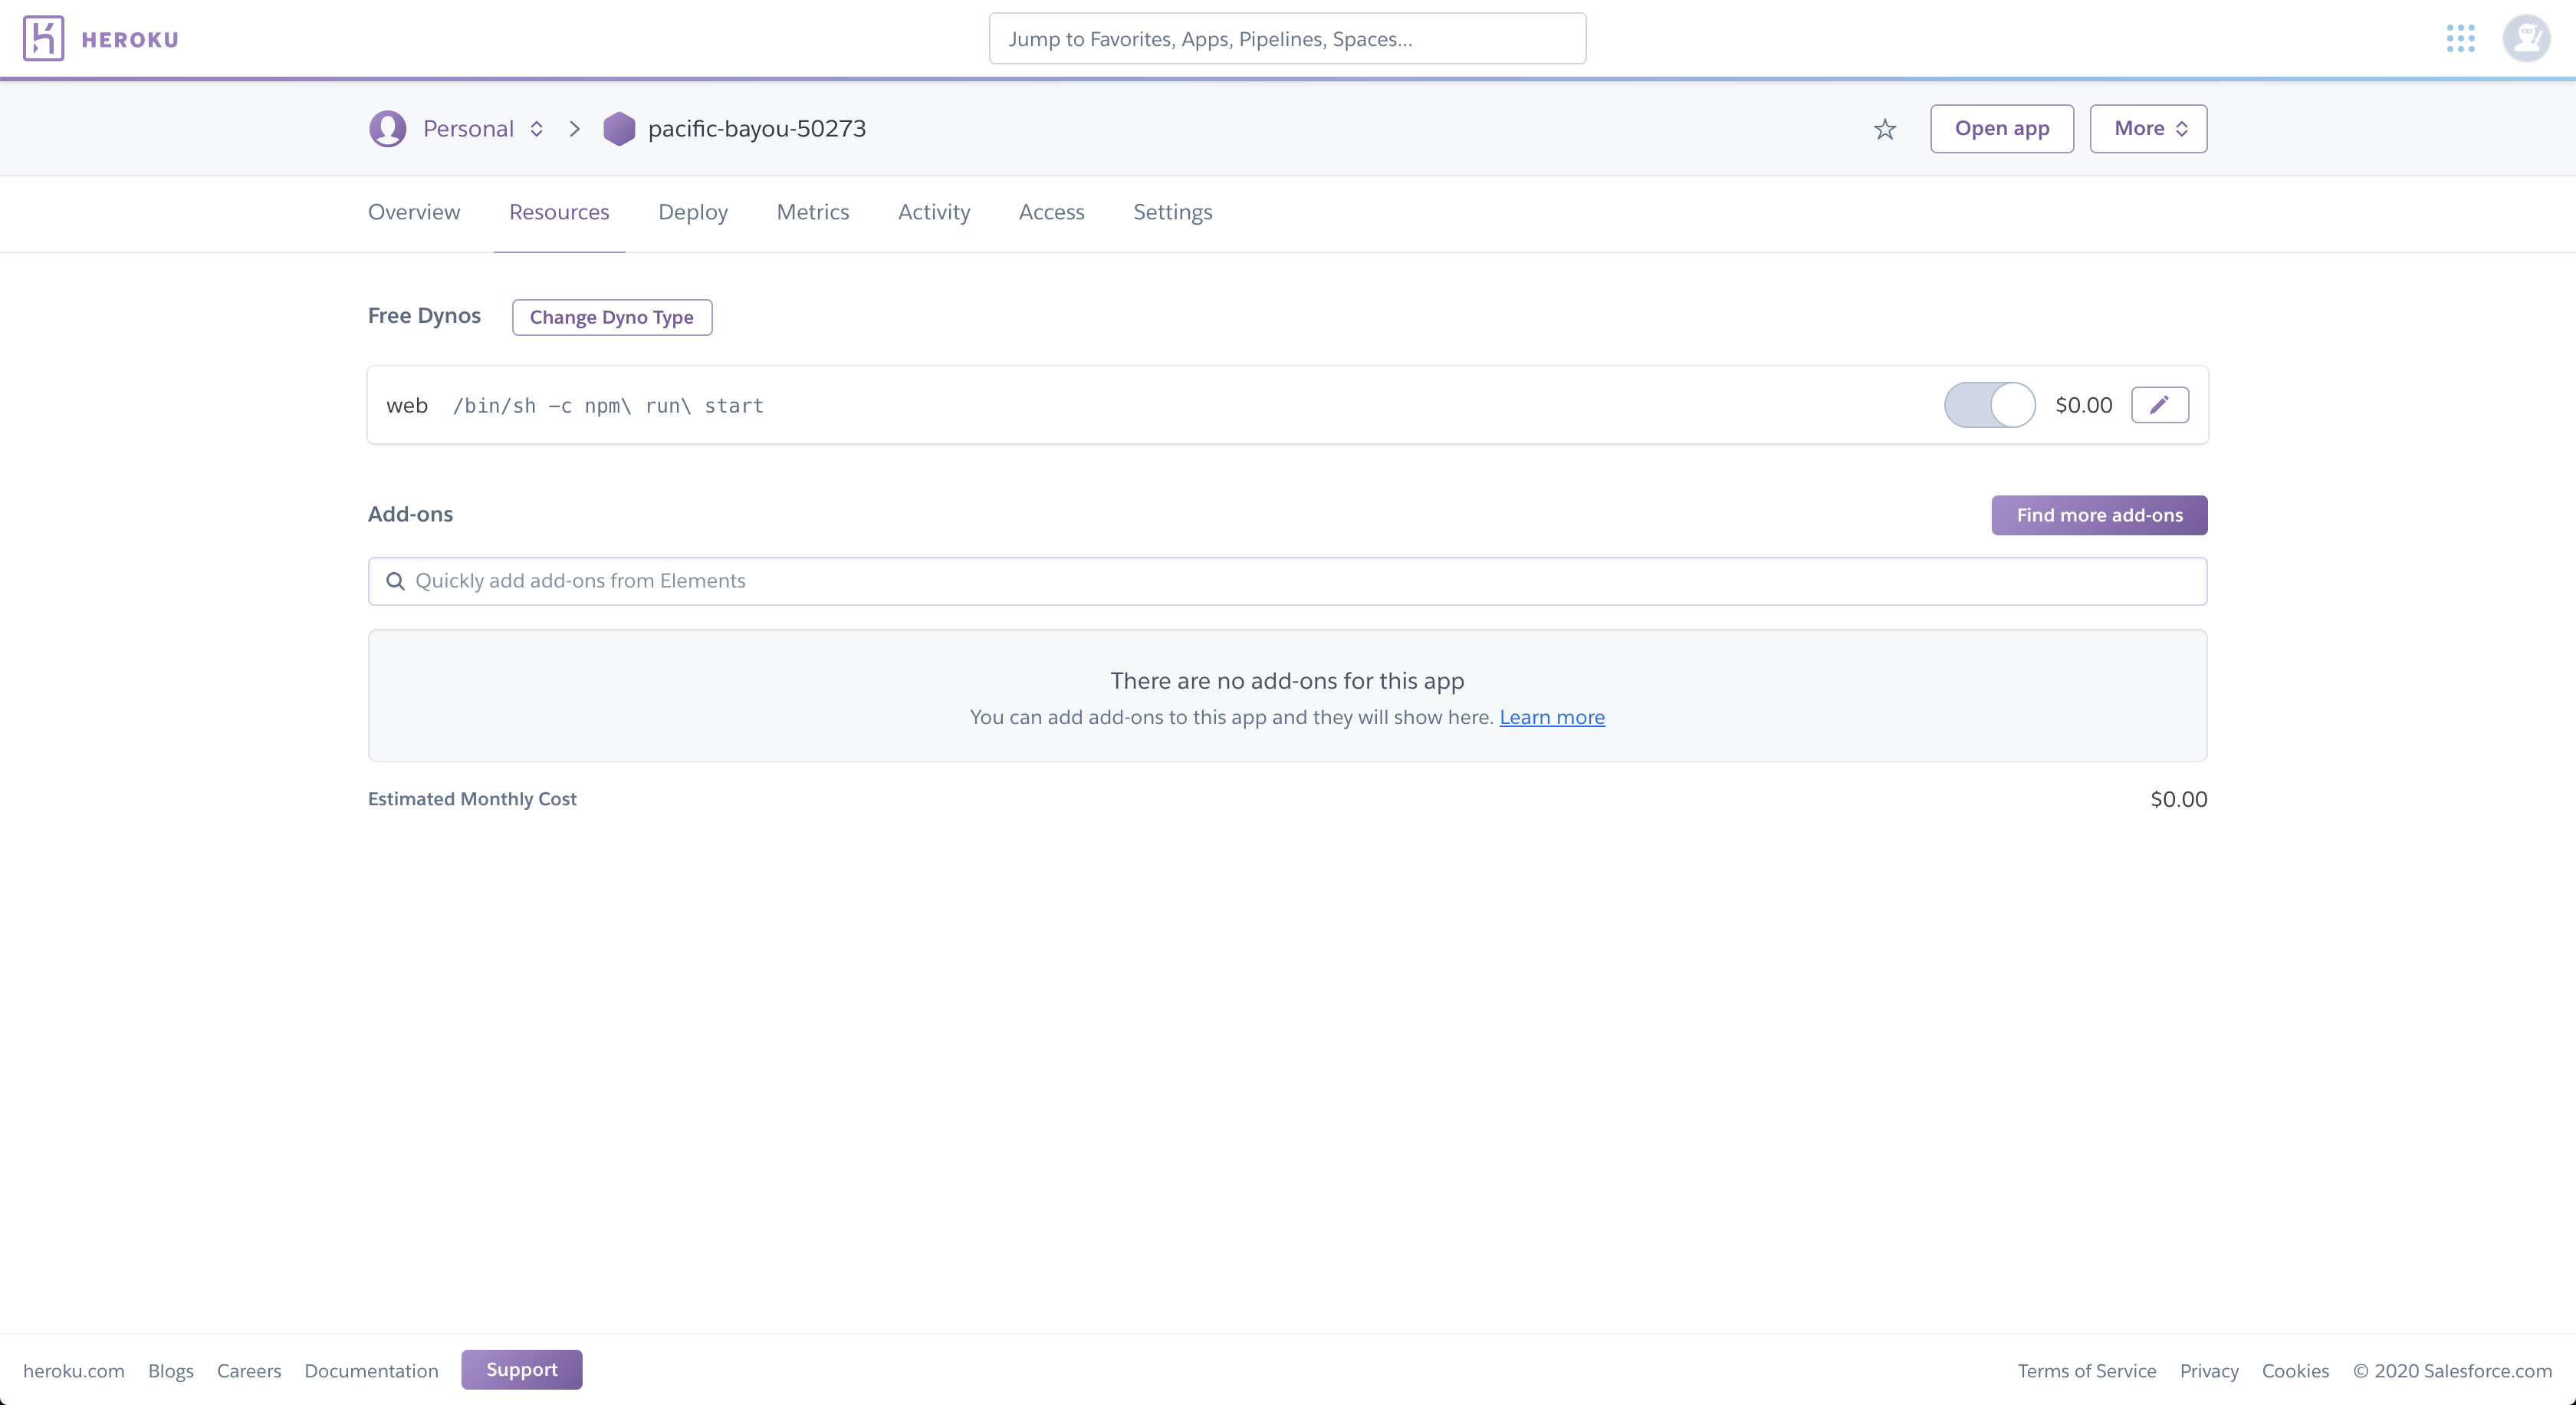 HEROKU
Jump to Favorites, Apps, Pipelines, Spaces...
Personal pacific-bayou-50273 Open app More
Overview Resources Deploy Metrics Activity Access Settings
Free Dynos Change Dyno Type
web /bin/sh -c npm\ run\ start $0.00
Add-ons Find more add-ons
Quickly add add-ons from Elements
There are no add-ons for this app
You can add add-ons to this app and they will show here. Learn more
Estimated Monthly Cost $0.00
heroku.com Blogs Careers Documentation Support Terms of Service Privacy Cookies © 2020 Salesforce.com